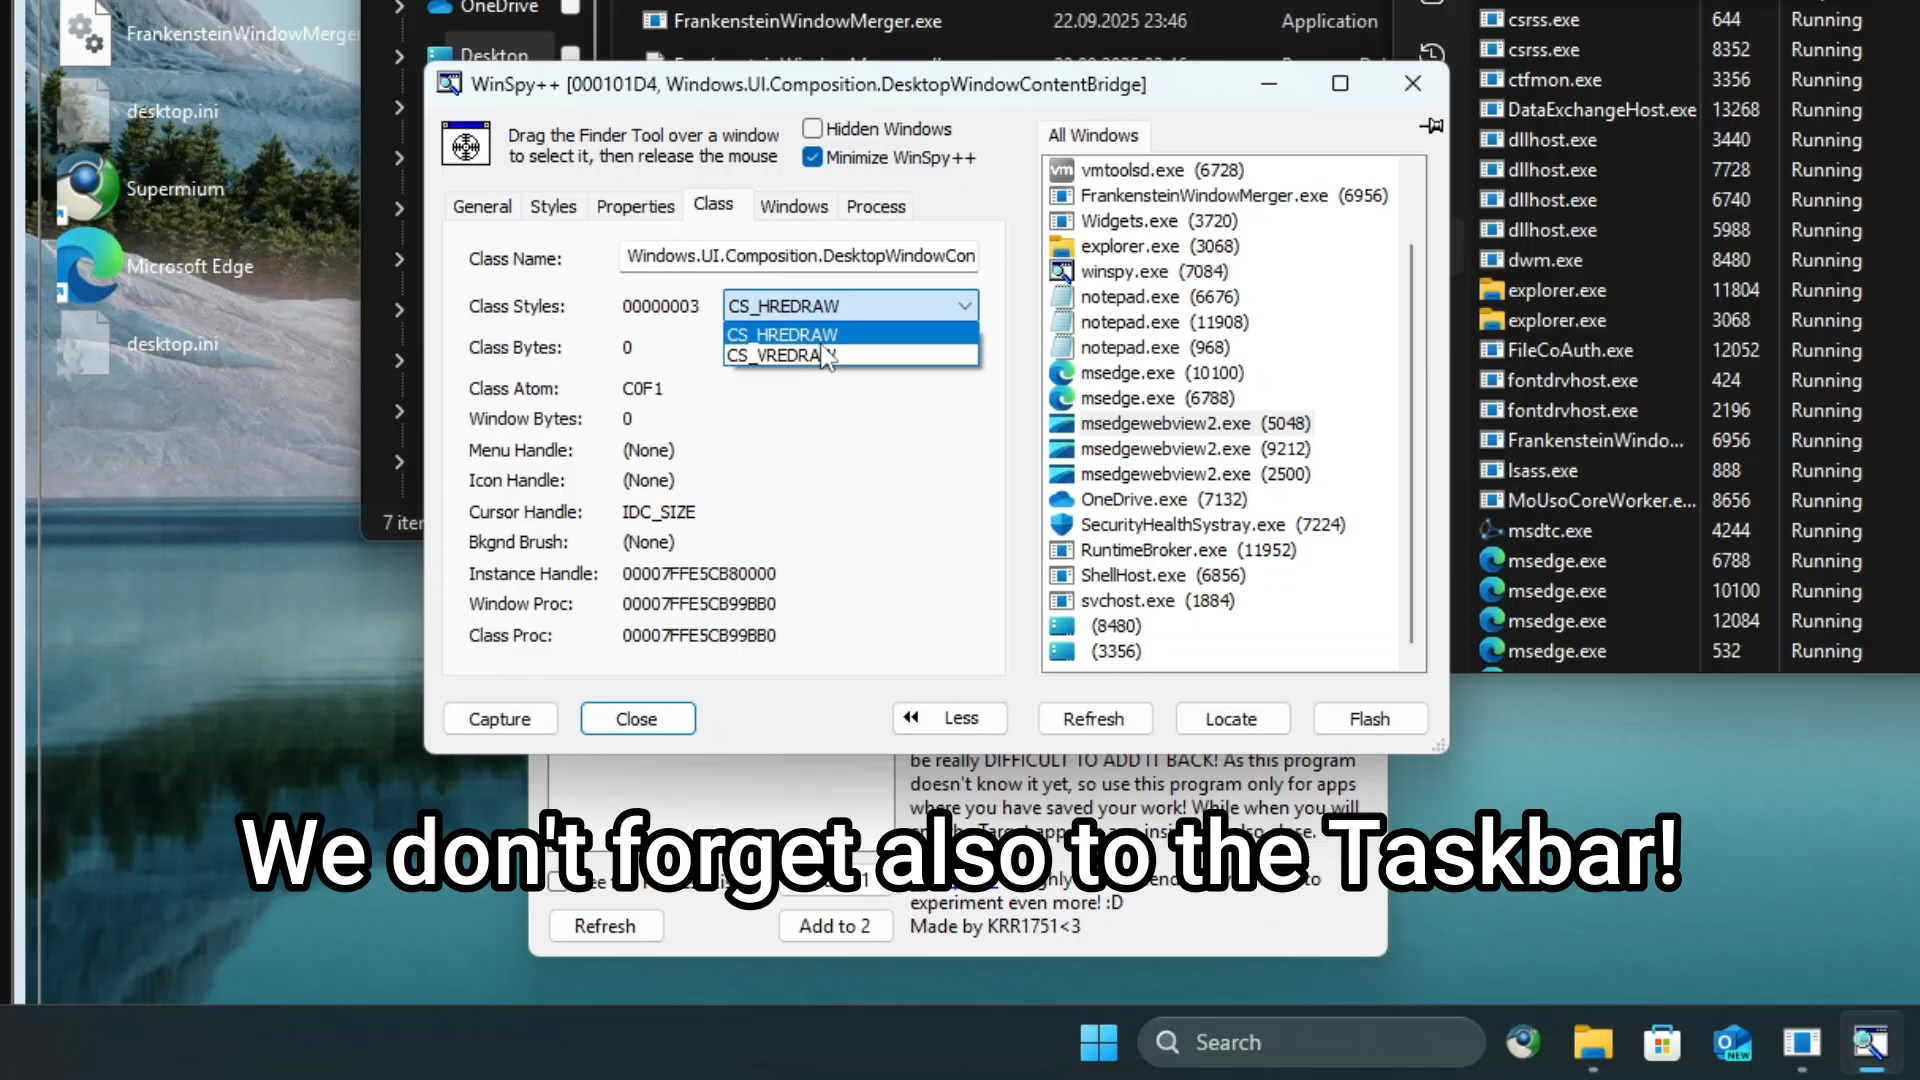 OneDrive
FrankensteinWindowMerger.exe 22.09.2025 23:46 Application
FrankensteinWindowMerger
Desktop
desktop.ini
Supermium
Microsoft Edge
desktop.ini
WinSpy++ [000101D4, Windows.UI.Composition.DesktopWindowContentBridge]
Drag the Finder Tool over a window
to select it, then release the mouse
Hidden Windows
Minimize WinSpy++
General Styles Properties Class Windows Process
Class Name: Windows.UI.Composition.DesktopWindowCon
Class Styles: 00000003 CS_HREDRAW
CS_HREDRAW
CS_VREDRAW
Class Bytes: 0
Class Atom: C0F1
Window Bytes: 0
Menu Handle: (None)
Icon Handle: (None)
Cursor Handle: IDC_SIZE
Bkgnd Brush: (None)
Instance Handle: 00007FFE5CB80000
Window Proc: 00007FFE5CB99BB0
Class Proc: 00007FFE5CB99BB0
Capture Close Less
All Windows
vmtoolsd.exe (6728)
FrankensteinWindowMerger.exe (6956)
Widgets.exe (3720)
explorer.exe (3068)
winspy.exe (7084)
notepad.exe (6676)
notepad.exe (11908)
notepad.exe (968)
msedge.exe (10100)
msedge.exe (6788)
msedgewebview2.exe (5048)
msedgewebview2.exe (9212)
msedgewebview2.exe (2500)
OneDrive.exe (7132)
SecurityHealthSystray.exe (7224)
RuntimeBroker.exe (11952)
ShellHost.exe (6856)
svchost.exe (1884)
(8480)
(3356)
Refresh Locate Flash
csrss.exe 644 Running
csrss.exe 8352 Running
ctfmon.exe 3356 Running
DataExchangeHost.exe 13268 Running
dllhost.exe 3440 Running
dllhost.exe 7728 Running
dllhost.exe 6740 Running
dllhost.exe 5988 Running
dwm.exe 8480 Running
explorer.exe 11804 Running
explorer.exe 3068 Running
FileCoAuth.exe 12052 Running
fontdrvhost.exe 424 Running
fontdrvhost.exe 2196 Running
FrankensteinWindo... 6956 Running
lsass.exe 888 Running
MoUsoCoreWorker.e... 8656 Running
msdtc.exe 4244 Running
msedge.exe 6788 Running
msedge.exe 10100 Running
msedge.exe 12084 Running
msedge.exe 532 Running
7 iter
be really DIFFICULT TO ADD IT BACK! As this program
doesn't know it yet, so use this program only for apps
where you have saved your work! While when you will
We don't forget also to the Taskbar!
experiment even more! :D
Made by KRR1751<3
Refresh Add to 2
Search
NEW